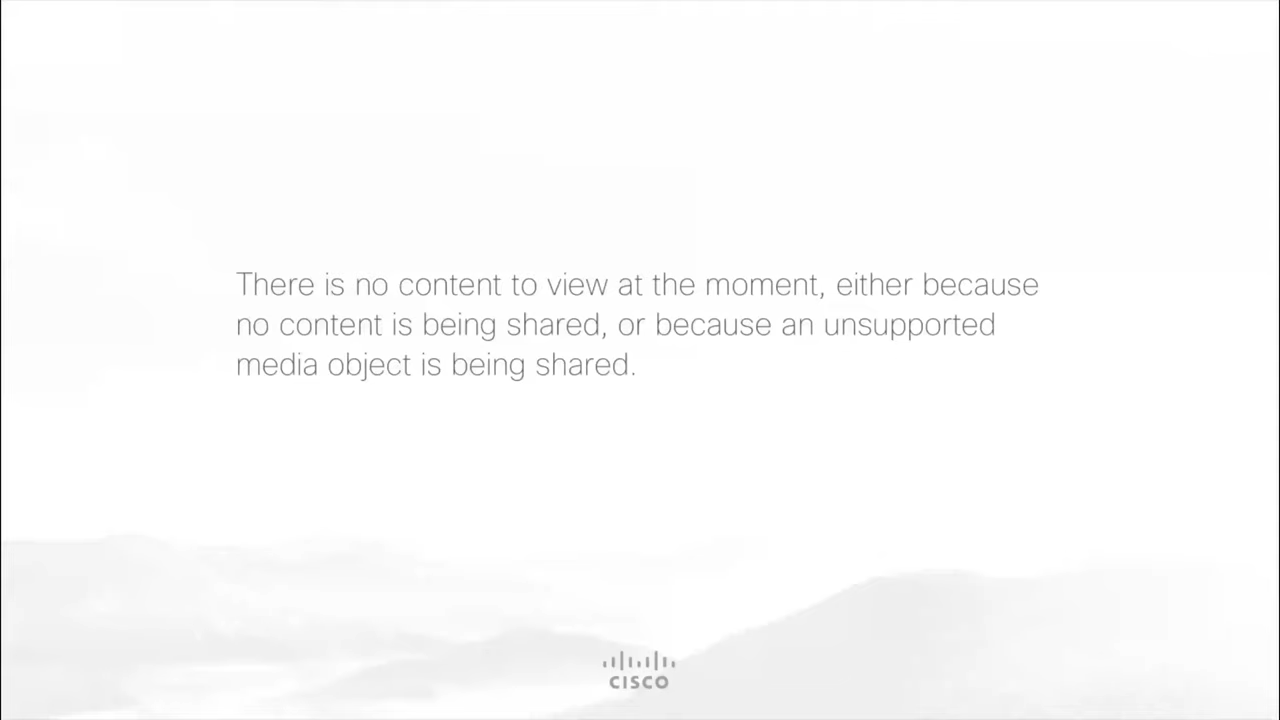 There is no content to view at the moment, either because
no content is being shared, or because an unsupported
media object is being shared.
CISCO